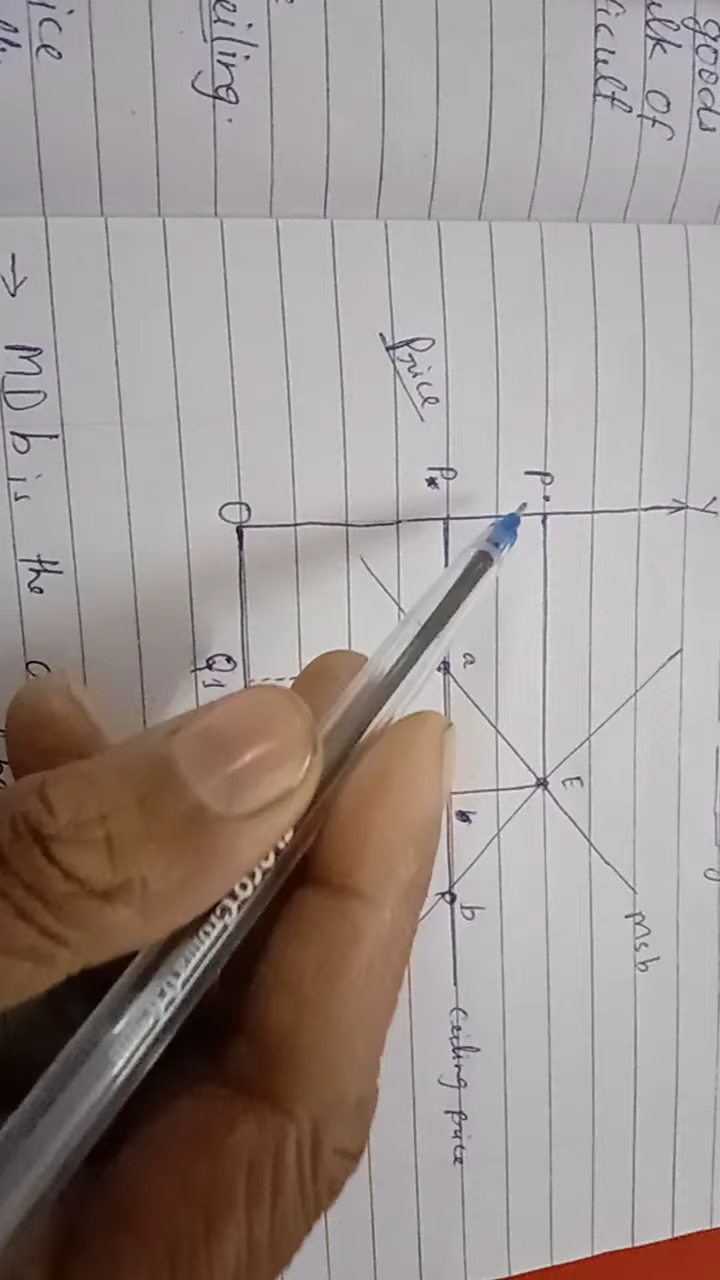 goods
ulk of
ficult
eiling.
ice
Y
P.
P*
Price
O
Q1
a
E
b
b
msb
Ceiling price
→ MD b is the